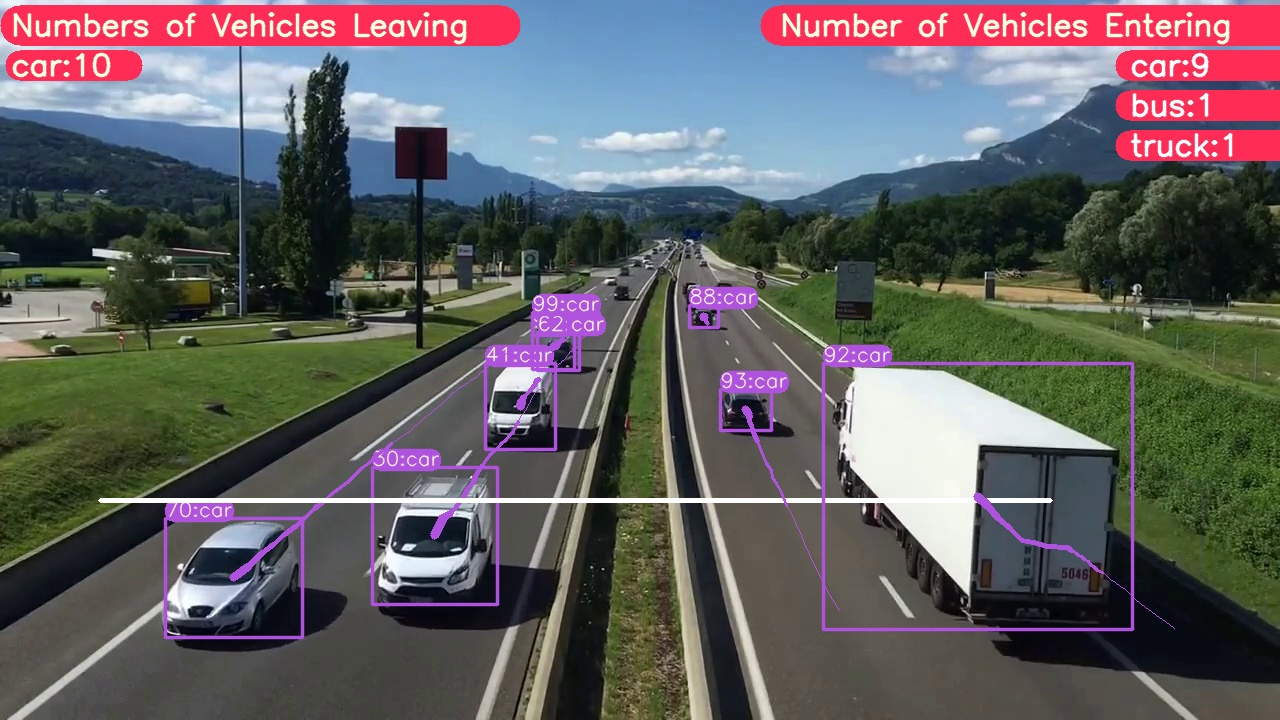 Numbers of Vehicles Leaving
Number of Vehicles Entering
car:10
car:9
bus:1
truck:1
99:car
88:car
62:car
41:car
92:car
93:car
30:car
70:car
5046